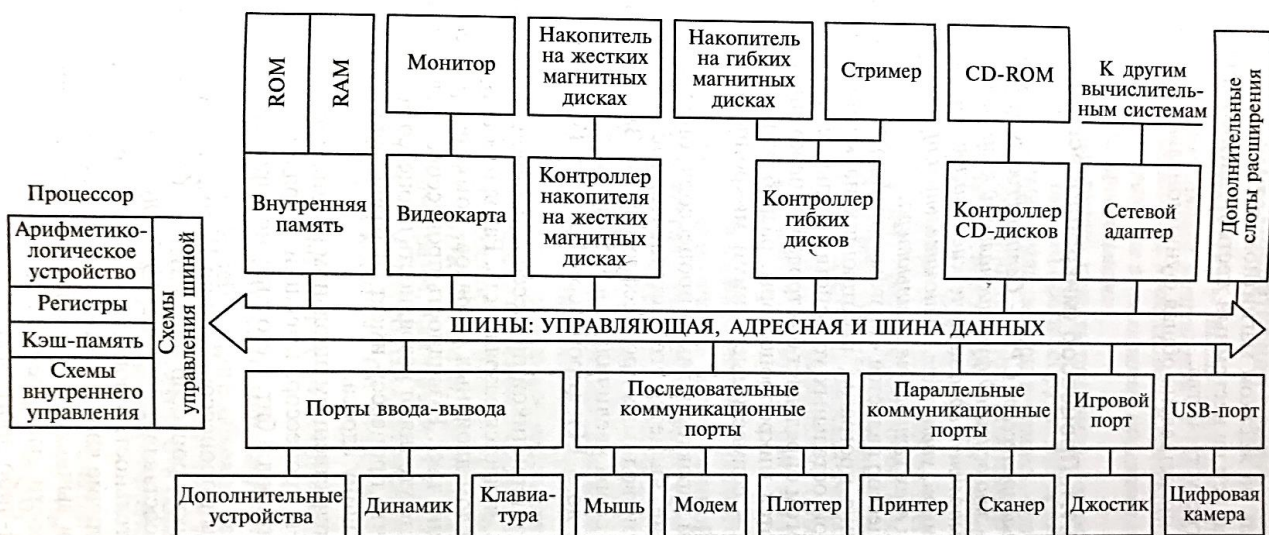 ROM
RAM
Монитор
Накопитель
на жестких
магнитных
дисках
Накопитель
на гибких
магнитных
дисках
Стример
CD-ROM
К другим
вычислитель-
ным системам
Дополнительные
слоты расширения
Внутренняя
память
Видеокарта
Контроллер
накопителя
на жестких
магнитных
дисках
Контроллер
гибких
дисков
Контроллер
CD-дисков
Сетевой
адаптер
Процессор
Арифметико-
логическое
устройство
Регистры
Кэш-память
Схемы
внутреннего
управления
Схемы
управления шиной
ШИНЫ: УПРАВЛЯЮЩАЯ, АДРЕСНАЯ И ШИНА ДАННЫХ
Порты ввода-вывода
Последовательные
коммуникационные
порты
Параллельные
коммуникационные
порты
Игровой
порт
USB-порт
Дополнительные
устройства
Динамик
Клавиа-
тура
Мышь
Модем
Плоттер
Принтер
Сканер
Джостик
Цифровая
камера